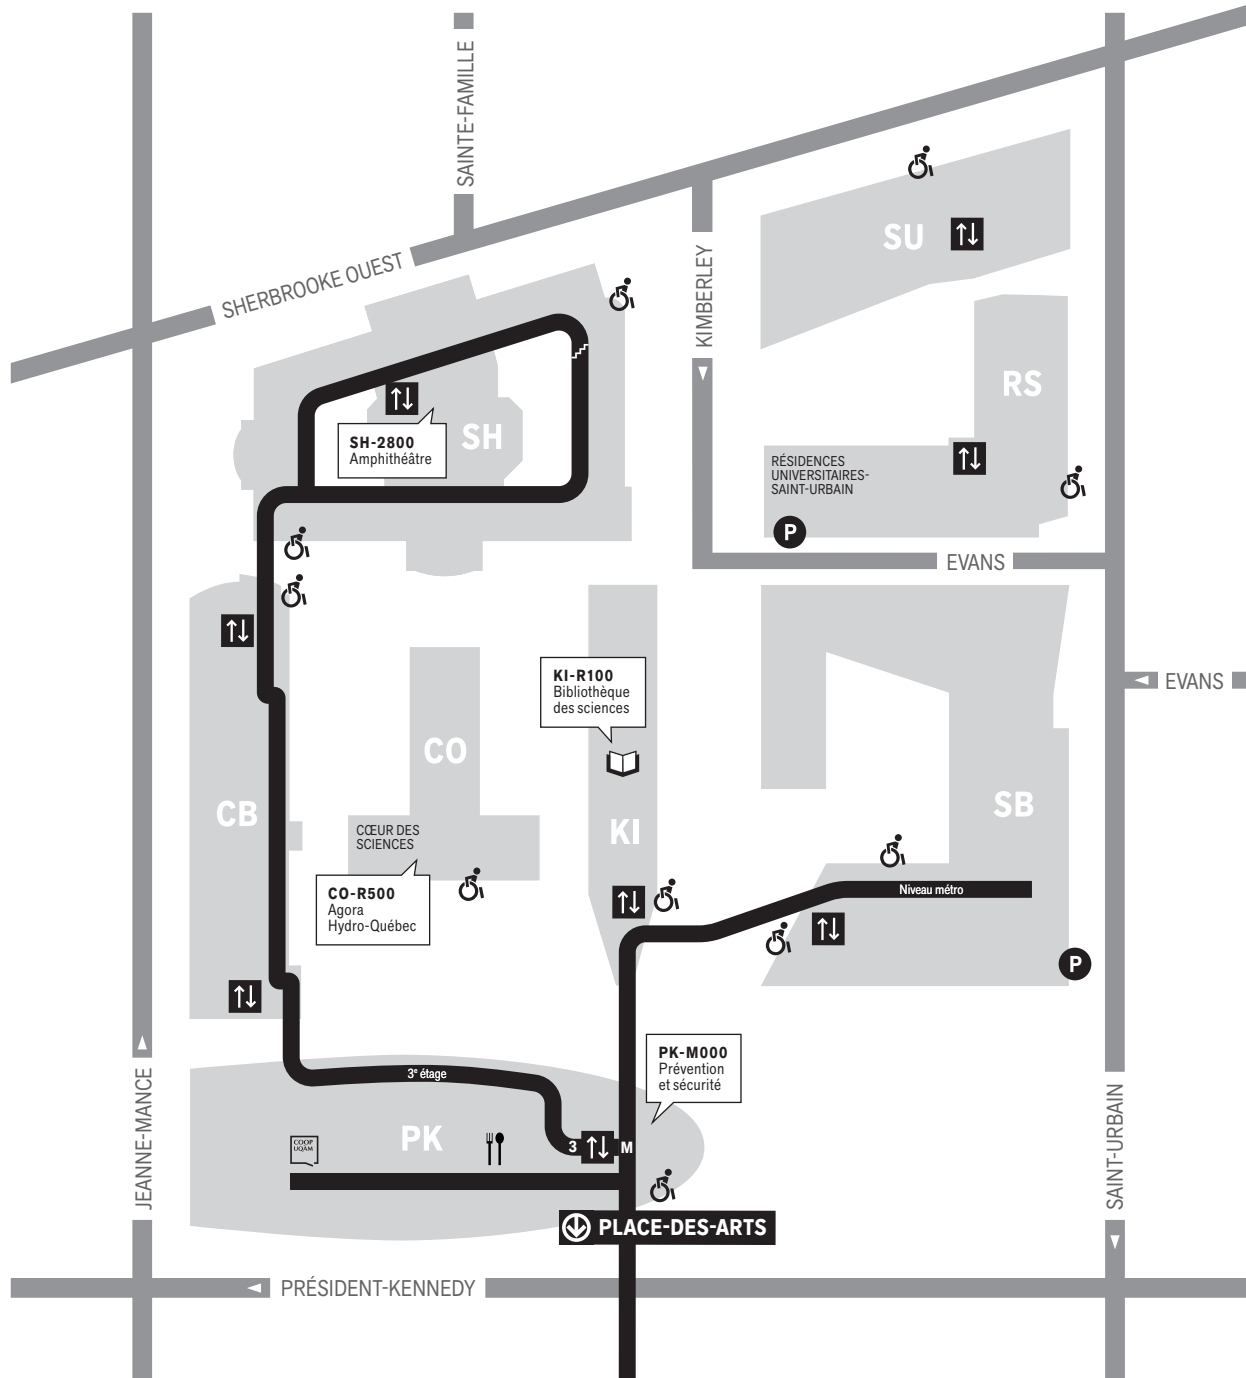 SAINTE-FAMILLE
SHERBROOKE OUEST
KIMBERLEY
SU
RS
SH-2800
Amphithéâtre
SH
RÉSIDENCES
UNIVERSITAIRES-
SAINT-URBAIN
P
EVANS
EVANS
KI-R100
Bibliothèque
des sciences
CO
CB
KI
SB
CŒUR DES
SCIENCES
CO-R500
Agora
Hydro-Québec
Niveau métro
P
PK-M000
Prévention
et sécurité
3e étage
JEANNE-MANCE
SAINT-URBAIN
PK
COOP
UQÀM
3
M
PLACE-DES-ARTS
PRÉSIDENT-KENNEDY